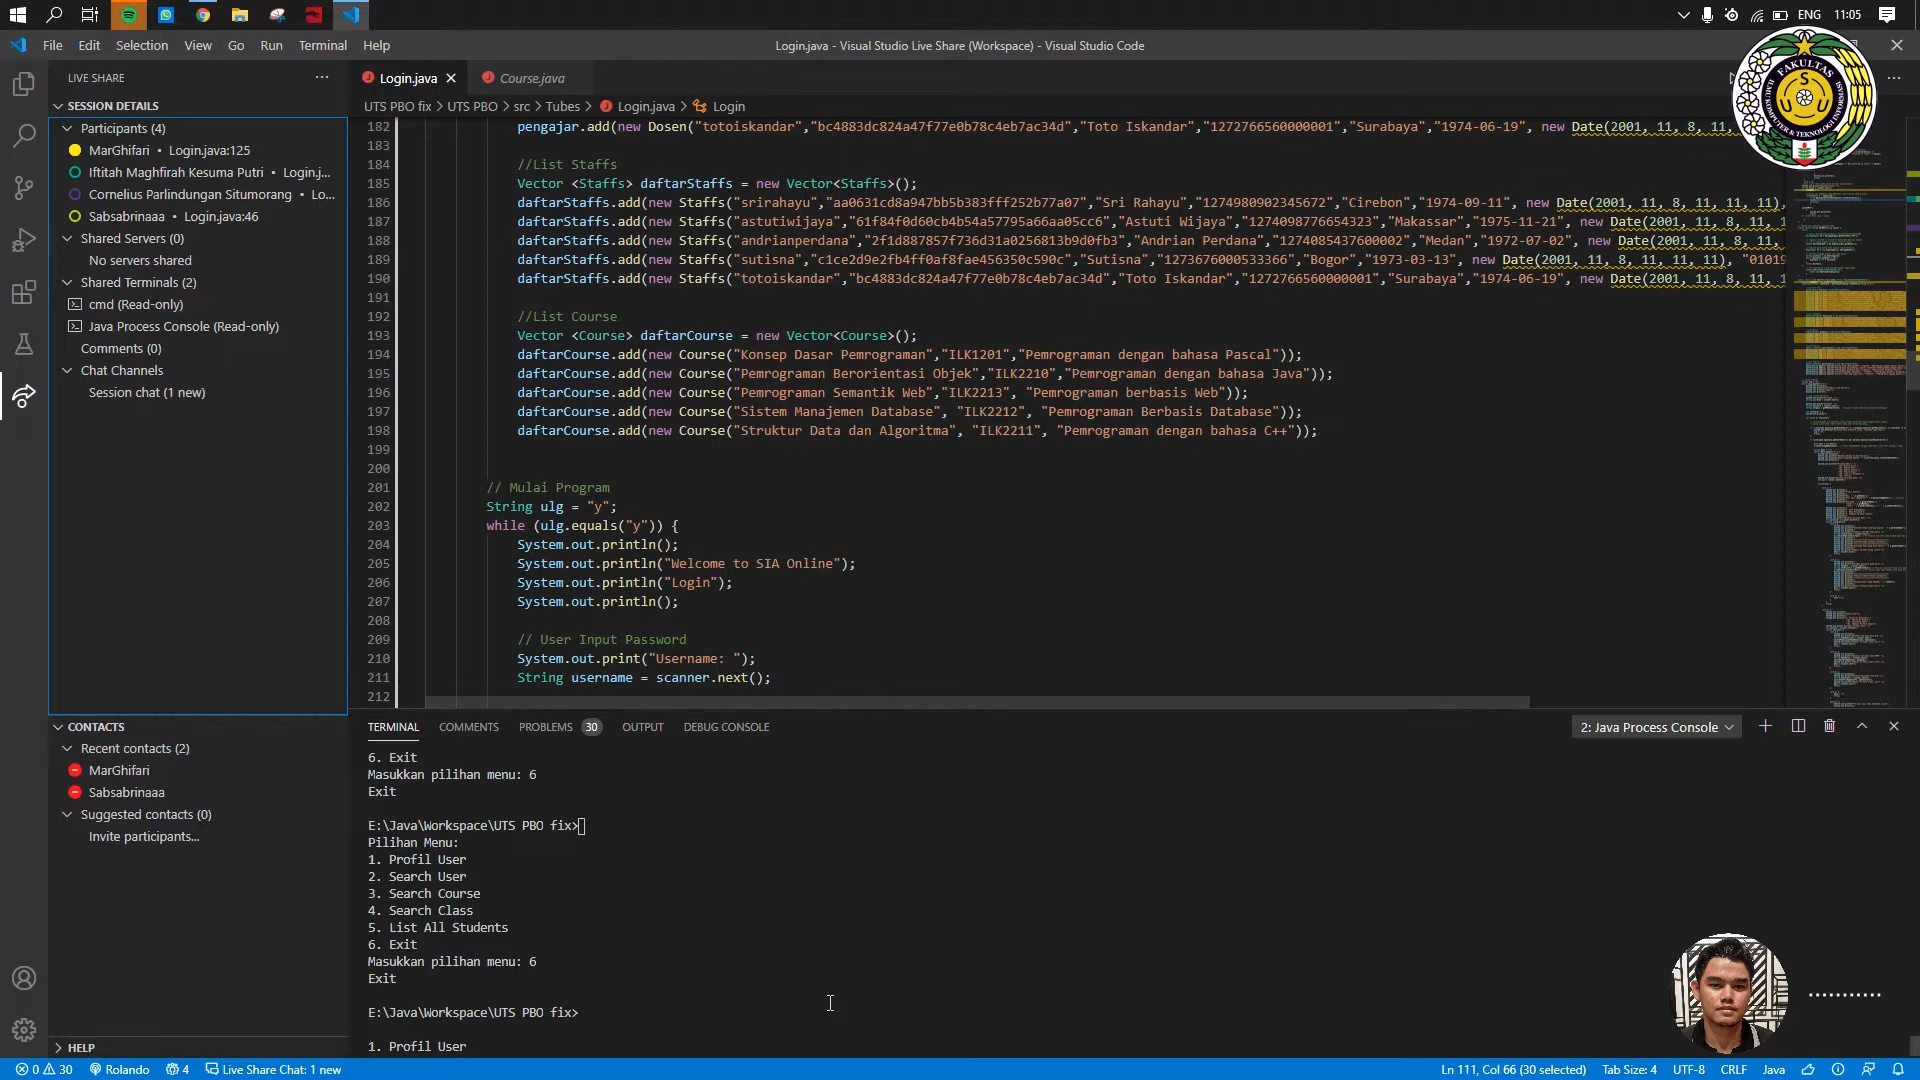 ENG 11:05
File Edit Selection View Go Run Terminal Help
Login.java - Visual Studio Live Share (Workspace) - Visual Studio Code
LIVE SHARE
SESSION DETAILS
Participants (4)
MarGhifari • Login.java:125
Iftitah Maghfirah Kesuma Putri • Login.j...
Cornelius Parlindungan Situmorang • Lo...
Sabsabrinaaa • Login.java:46
Shared Servers (0)
No servers shared
Shared Terminals (2)
cmd (Read-only)
Java Process Console (Read-only)
Comments (0)
Chat Channels
Session chat (1 new)
CONTACTS
Recent contacts (2)
MarGhifari
Sabsabrinaaa
Suggested contacts (0)
Invite participants...
HELP
Login.java Course.java
UTS PBO fix > UTS PBO > src > Tubes > Login.java > Login
182 pengajar.add(new Dosen("totoiskandar","bc4883dc824a47f77e0b78c4eb7ac34d","Toto Iskandar","1272766560000001","Surabaya","1974-06-19", new Date(2001, 11, 8, 11,
183
184 //List Staffs
185 Vector <Staffs> daftarStaffs = new Vector<Staffs>();
186 daftarStaffs.add(new Staffs("srirahayu","aa0631cd8a947bb5b383fff252b77a07","Sri Rahayu","1274980902345672","Cirebon","1974-09-11", new Date(2001, 11, 8, 11, 11, 11),
187 daftarStaffs.add(new Staffs("astutiwijaya","61f84f0d60cb4b54a57795a66aa05cc6","Astuti Wijaya","1274098776654323","Makassar","1975-11-21", new Date(2001, 11, 8, 11,
188 daftarStaffs.add(new Staffs("andrianperdana","2f1d887857f736d31a0256813b9d0fb3","Andrian Perdana","1274085437600002","Medan","1972-07-02", new Date(2001, 11, 8, 11,
189 daftarStaffs.add(new Staffs("sutisna","c1ce2d9e2fb4ff0af8fae456350c590c","Sutisna","1273676000533366","Bogor","1973-03-13", new Date(2001, 11, 8, 11, 11, 11), "01019
190 daftarStaffs.add(new Staffs("totoiskandar","bc4883dc824a47f77e0b78c4eb7ac34d","Toto Iskandar","1272766560000001","Surabaya","1974-06-19", new Date(2001, 11, 8, 11, 1
191
192 //List Course
193 Vector <Course> daftarCourse = new Vector<Course>();
194 daftarCourse.add(new Course("Konsep Dasar Pemrograman","ILK1201","Pemrograman dengan bahasa Pascal"));
195 daftarCourse.add(new Course("Pemrograman Berorientasi Objek","ILK2210","Pemrograman dengan bahasa Java"));
196 daftarCourse.add(new Course("Pemrograman Semantik Web","ILK2213", "Pemrograman berbasis Web"));
197 daftarCourse.add(new Course("Sistem Manajemen Database", "ILK2212", "Pemrograman Berbasis Database"));
198 daftarCourse.add(new Course("Struktur Data dan Algoritma", "ILK2211", "Pemrograman dengan bahasa C++"));
199
200
201 // Mulai Program
202 String ulg = "y";
203 while (ulg.equals("y")) {
204 System.out.println();
205 System.out.println("Welcome to SIA Online");
206 System.out.println("Login");
207 System.out.println();
208
209 // User Input Password
210 System.out.print("Username: ");
211 String username = scanner.next();
212
TERMINAL COMMENTS PROBLEMS 30 OUTPUT DEBUG CONSOLE 2: Java Process Console
6. Exit
Masukkan pilihan menu: 6
Exit
E:\Java\Workspace\UTS PBO fix>
Pilihan Menu:
1. Profil User
2. Search User
3. Search Course
4. Search Class
5. List All Students
6. Exit
Masukkan pilihan menu: 6
Exit
E:\Java\Workspace\UTS PBO fix>
1. Profil User
0 30 Rolando 4 Live Share Chat: 1 new Ln 111, Col 66 (30 selected) Tab Size: 4 UTF-8 CRLF Java
FAKULTAS
USU
ILMU KOMPUTER & TEKNOLOGI INFORMASI